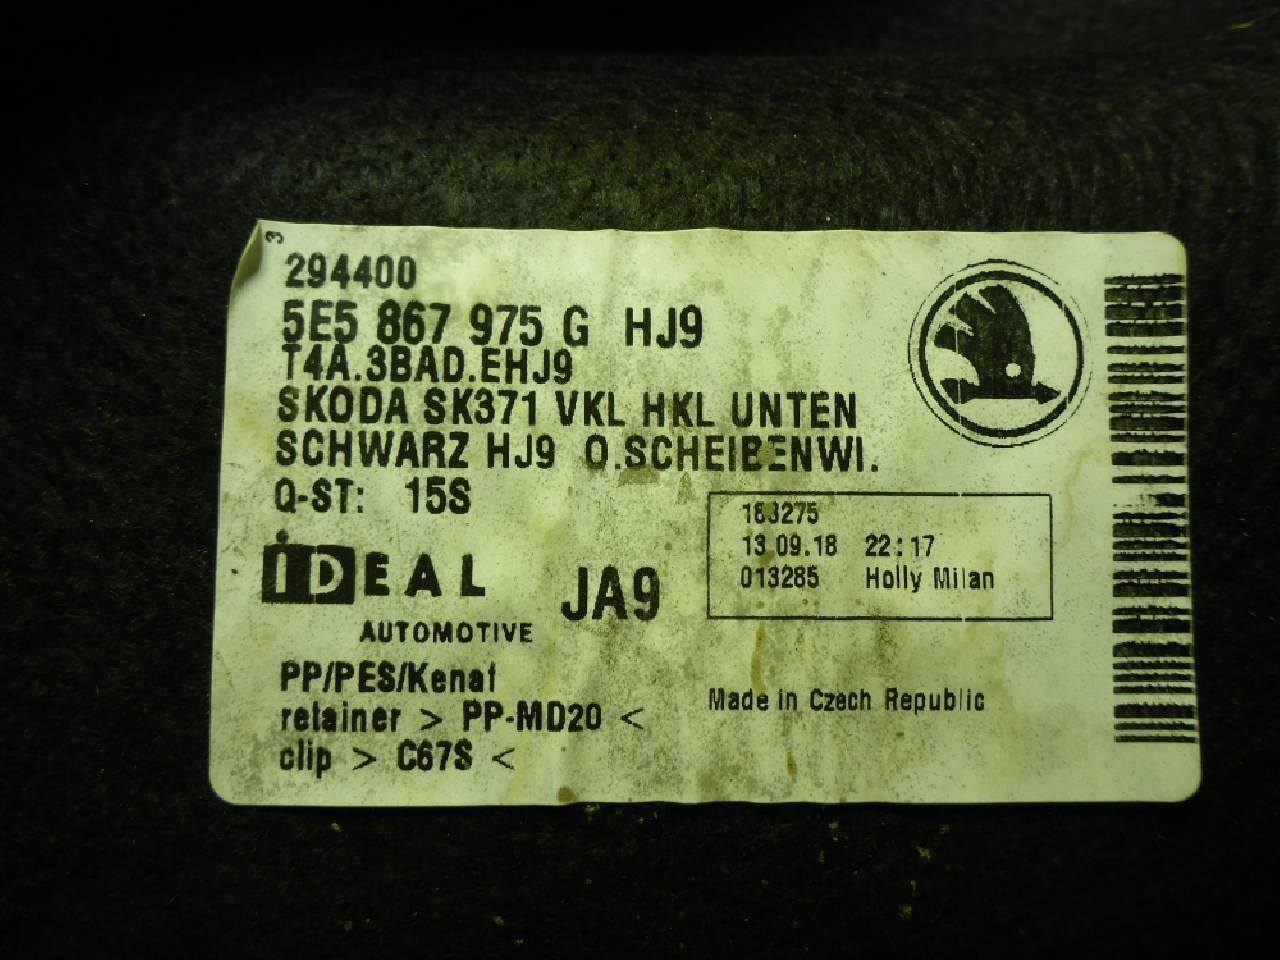 3
294400
5E5 867 975 G HJ9
T4A.3BAD.EHJ9
SKODA SK371 VKL HKL UNTEN
SCHWARZ HJ9 O.SCHEIBENWI.
Q-ST: 15S
183275
13.09.18 22:17
013285 Holly Milan
iDEAL
AUTOMOTIVE
JA9
PP/PES/Kenaf
retainer > PP-MD20 <
clip > C67S <
Made in Czech Republic